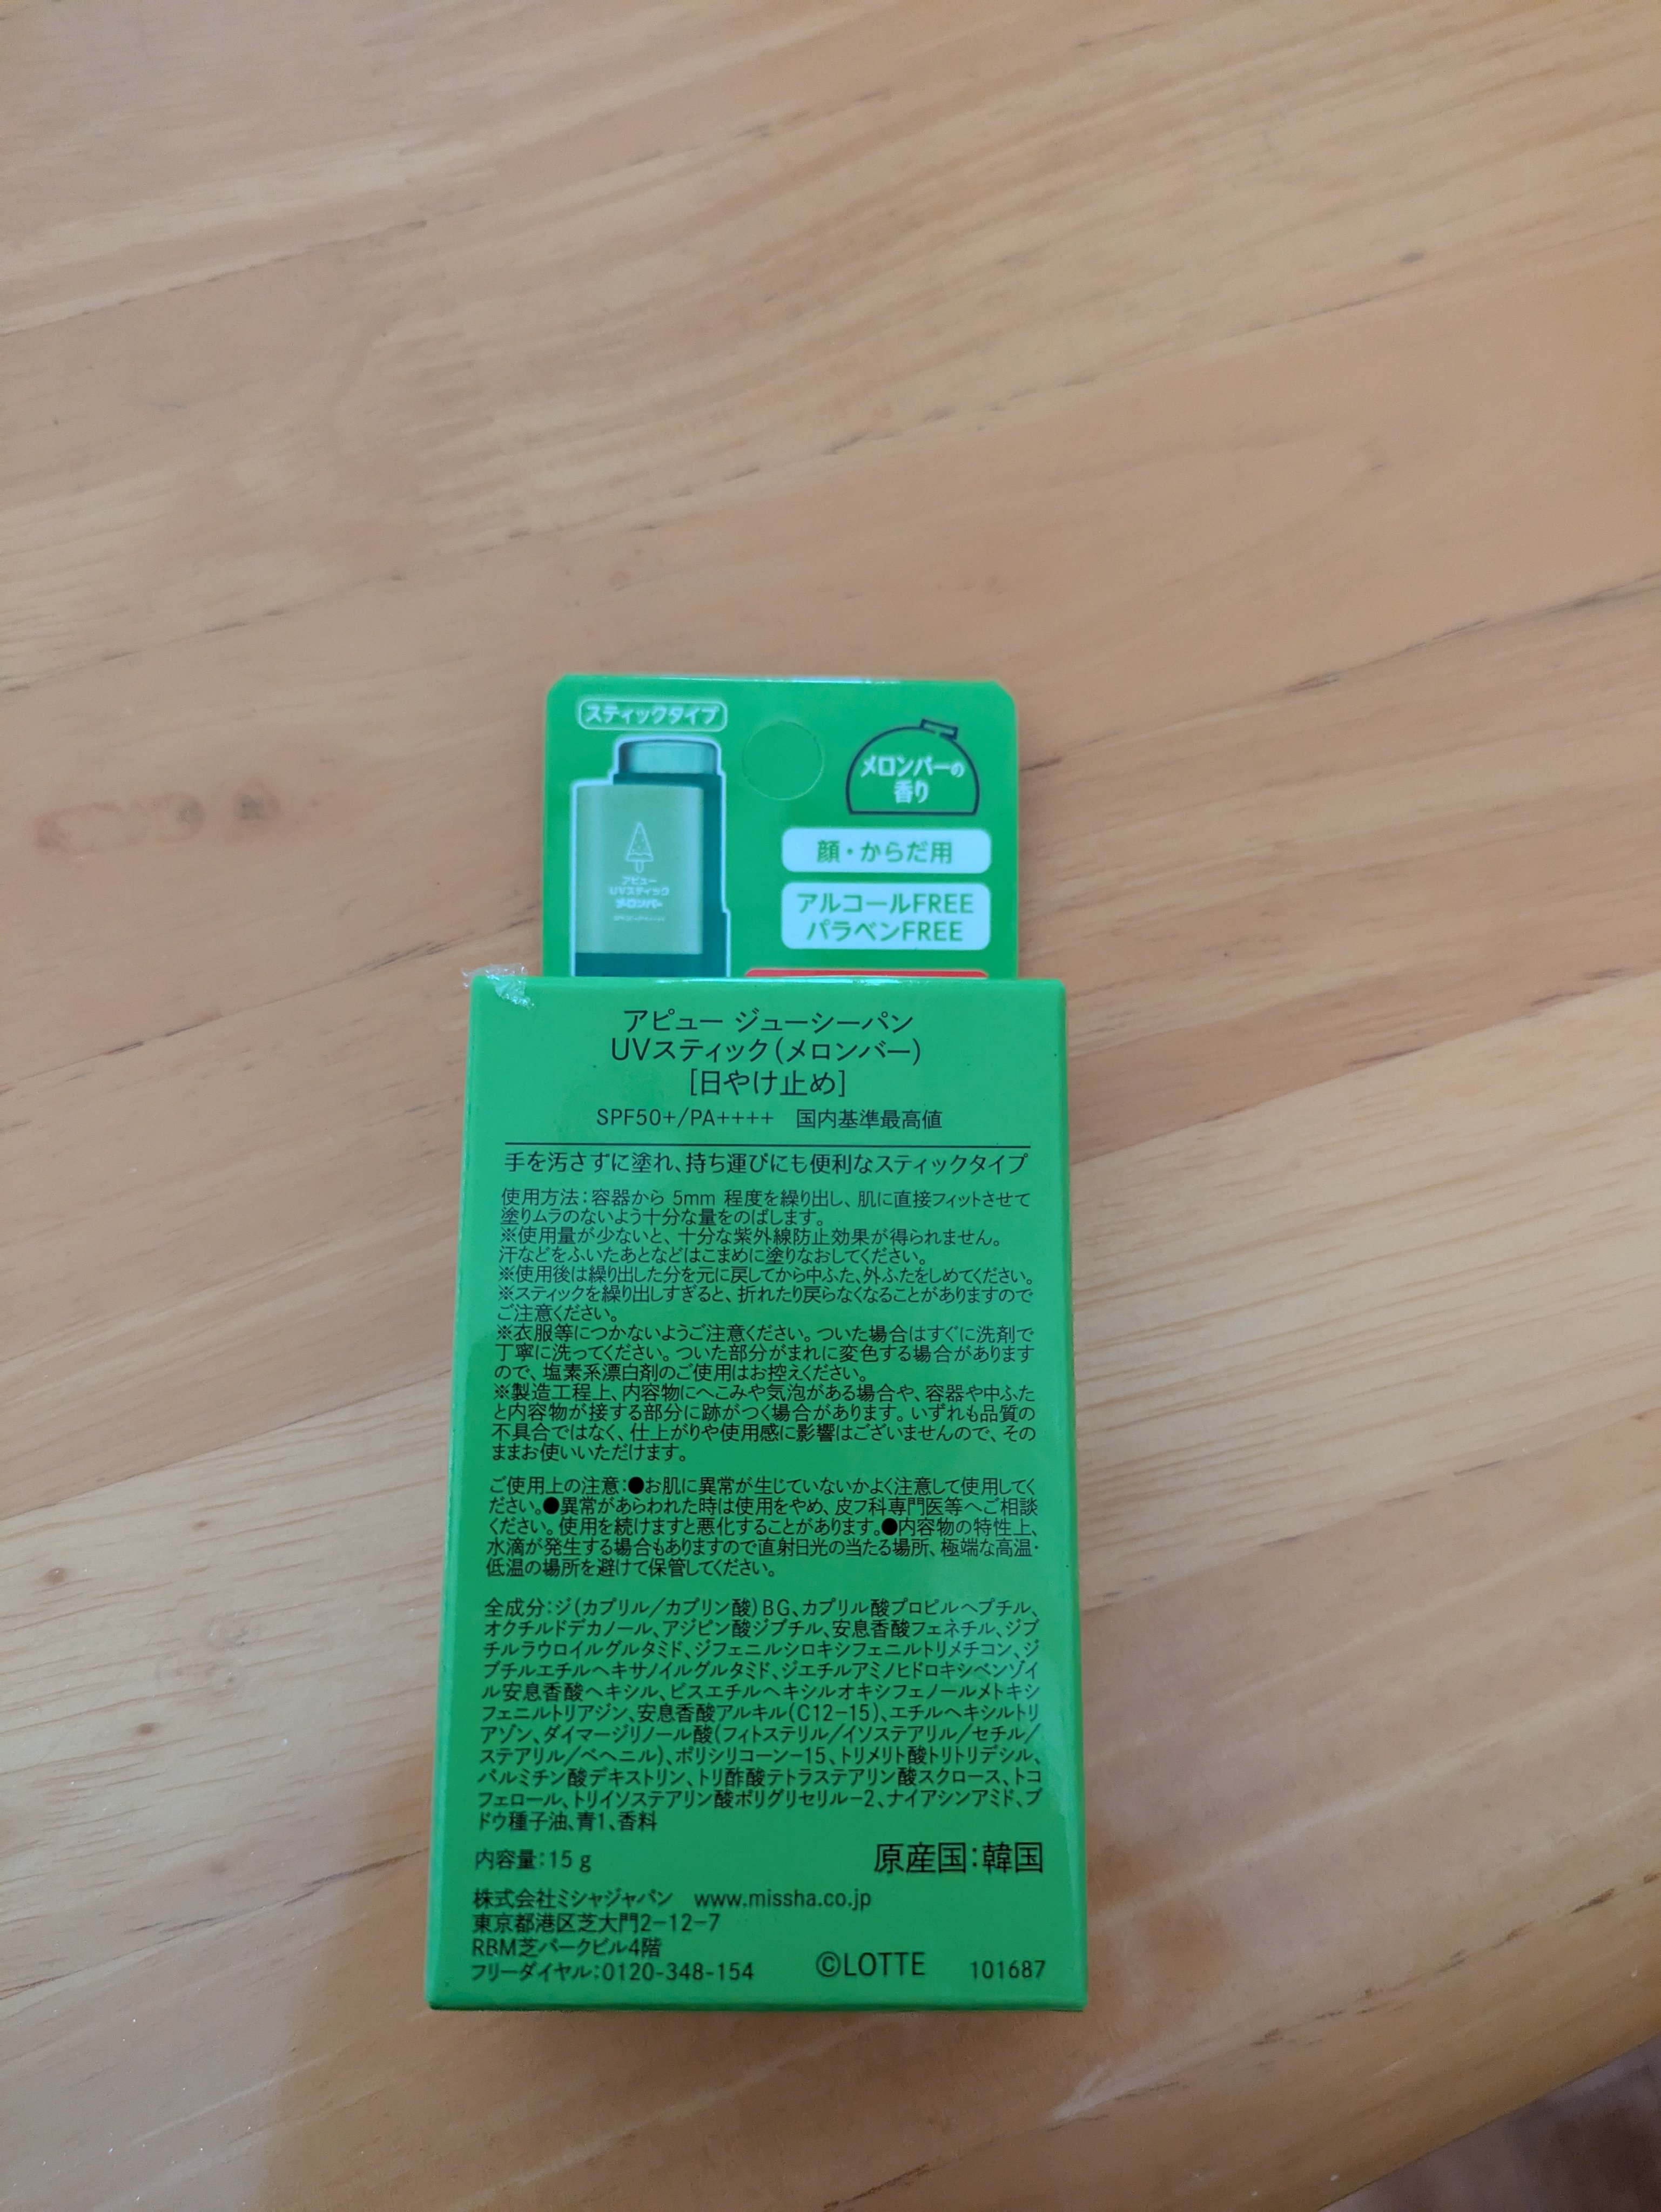 スティックタイプ
メロンバーの
香り
アピュー
UVスティック
メロンバー
顔・からだ用
アルコールFREE
パラベンFREE
アピュー ジューシーパン
UVスティック(メロンバー)
[日やけ止め]
SPF50+/PA++++ 国内基準最高値
手を汚さずに塗れ、持ち運びにも便利なスティックタイプ
使用方法:容器から 5mm 程度を繰り出し、肌に直接フィットさせて
塗りムラのないよう十分な量をのばします。
※使用量が少ないと、十分な紫外線防止効果が得られません。
汗などをふいたあとなどはこまめに塗りなおしてください。
※使用後は繰り出した分を元に戻してから中ふた、外ふたをしめてください。
※スティックを繰り出しすぎると、折れたり戻らなくなることがありますので
ご注意ください。
※衣服等につかないようご注意ください。ついた場合はすぐに洗剤で
丁寧に洗ってください。ついた部分がまれに変色する場合があります
ので、塩素系漂白剤のご使用はお控えください。
※製造工程上、内容物にへこみや気泡がある場合や、容器や中ふた
と内容物が接する部分に跡がつく場合があります。いずれも品質の
不具合ではなく、仕上がりや使用感に影響はございませんので、その
ままお使いいただけます。
ご使用上の注意:●お肌に異常が生じていないかよく注意して使用してく
ださい。●異常があらわれた時は使用をやめ、皮フ科専門医等へご相談
ください。使用を続けますと悪化することがあります。●内容物の特性上、
水滴が発生する場合もありますので直射日光の当たる場所、極端な高温・
低温の場所を避けて保管してください。
全成分:ジ(カプリル/カプリン酸)BG、カプリル酸プロピルヘプチル、
オクチルドデカノール、アジピン酸ジブチル、安息香酸フェネチル、ジブ
チルラウロイルグルタミド、ジフェニルシロキシフェニルトリメチコン、ジ
ブチルエチルヘキサノイルグルタミド、ジエチルアミノヒドロキシベンゾイ
ル安息香酸ヘキシル、ビスエチルヘキシルオキシフェノールメトキシ
フェニルトリアジン、安息香酸アルキル(C12-15)、エチルヘキシルトリ
アゾン、ダイマージリノール酸(フィトステリル/イソステアリル/セチル/
ステアリル/ベヘニル)、ポリシリコーン-15、トリメリト酸トリトリデシル、
パルミチン酸デキストリン、トリ酢酸テトラステアリン酸スクロース、トコ
フェロール、トリイソステアリン酸ポリグリセリル-2、ナイアシンアミド、ブ
ドウ種子油、青1、香料
内容量:15 g
原産国:韓国
株式会社ミシャジャパン www.missha.co.jp
東京都港区芝大門2-12-7
RBM芝パークビル4階
フリーダイヤル:0120-348-154
©LOTTE 101687